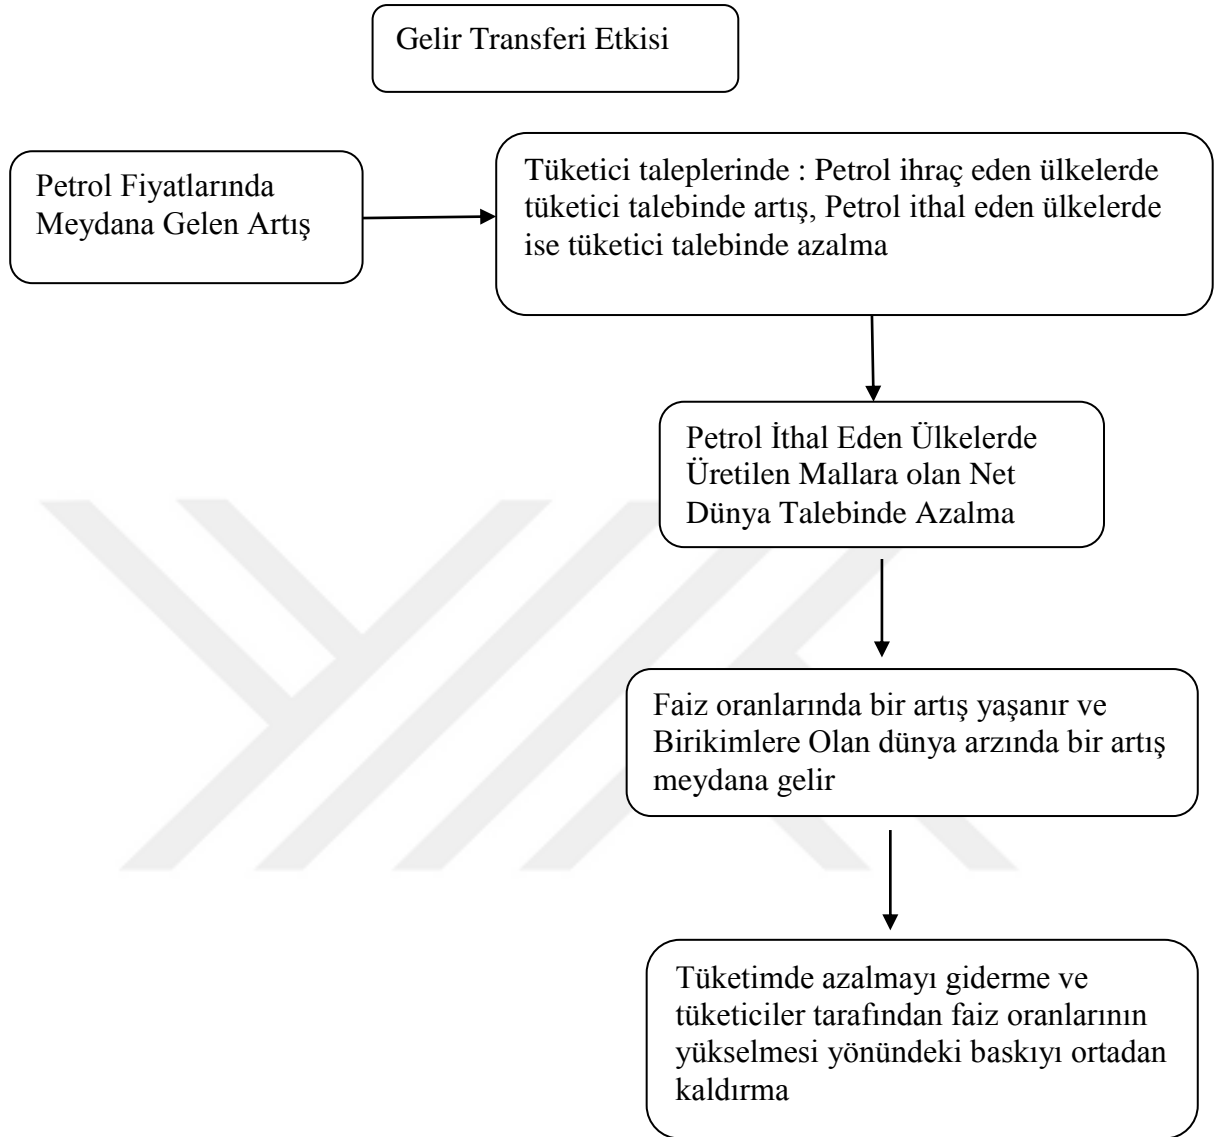 Gelir Transferi Etkisi
Petrol Fiyatlarında
Meydana Gelen Artış
Tüketici taleplerinde : Petrol ihraç eden ülkelerde
tüketici talebinde artış, Petrol ithal eden ülkelerde
ise tüketici talebinde azalma
Petrol İthal Eden Ülkelerde
Üretilen Mallara olan Net
Dünya Talebinde Azalma
Faiz oranlarında bir artış yaşanır ve
Birikimlere Olan dünya arzında bir artış
meydana gelir
Tüketimde azalmayı giderme ve
tüketiciler tarafından faiz oranlarının
yükselmesi yönündeki baskıyı ortadan
kaldırma